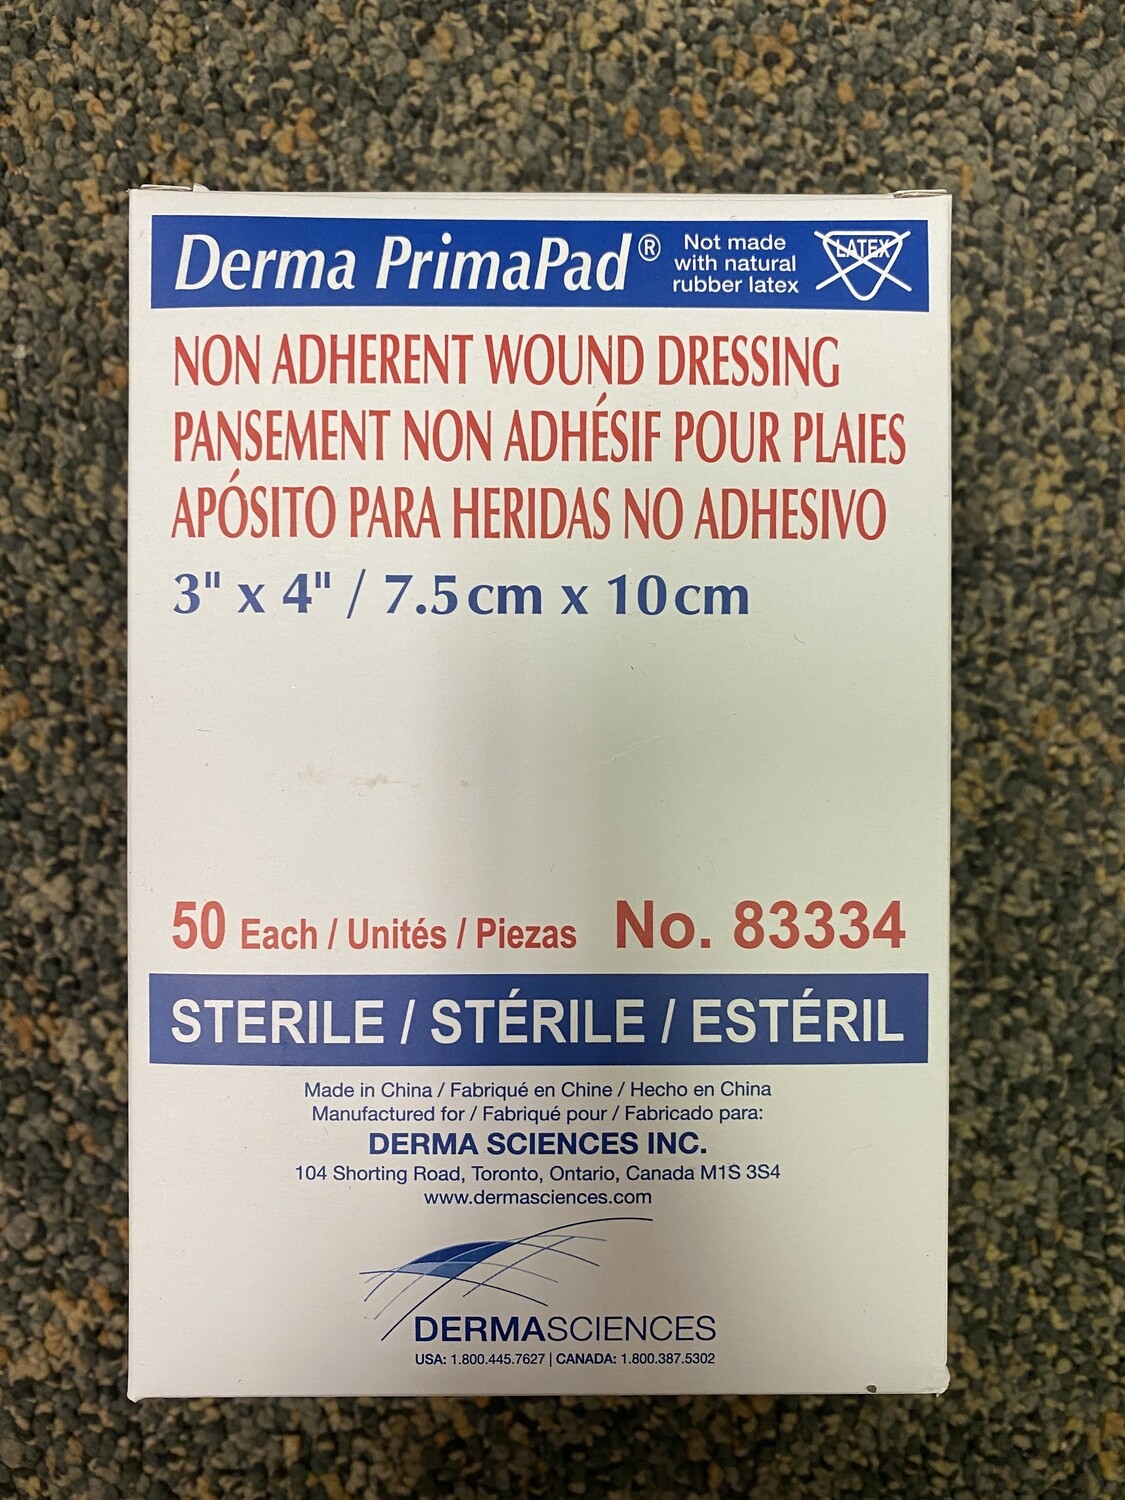 Derma PrimaPad®
Not made
with natural
rubber latex
LATEX
NON ADHERENT WOUND DRESSING
PANSEMENT NON ADHÉSIF POUR PLAIES
APÓSITO PARA HERIDAS NO ADHESIVO
3" x 4" / 7.5 cm x 10 cm
50 Each / Unités / Piezas No. 83334
STERILE / STÉRILE / ESTÉRIL
Made in China / Fabriqué en Chine / Hecho en China
Manufactured for / Fabriqué pour / Fabricado para:
DERMA SCIENCES INC.
104 Shorting Road, Toronto, Ontario, Canada M1S 3S4
www.dermasciences.com
DERMASCIENCES
USA: 1.800.445.7627 | CANADA: 1.800.387.5302